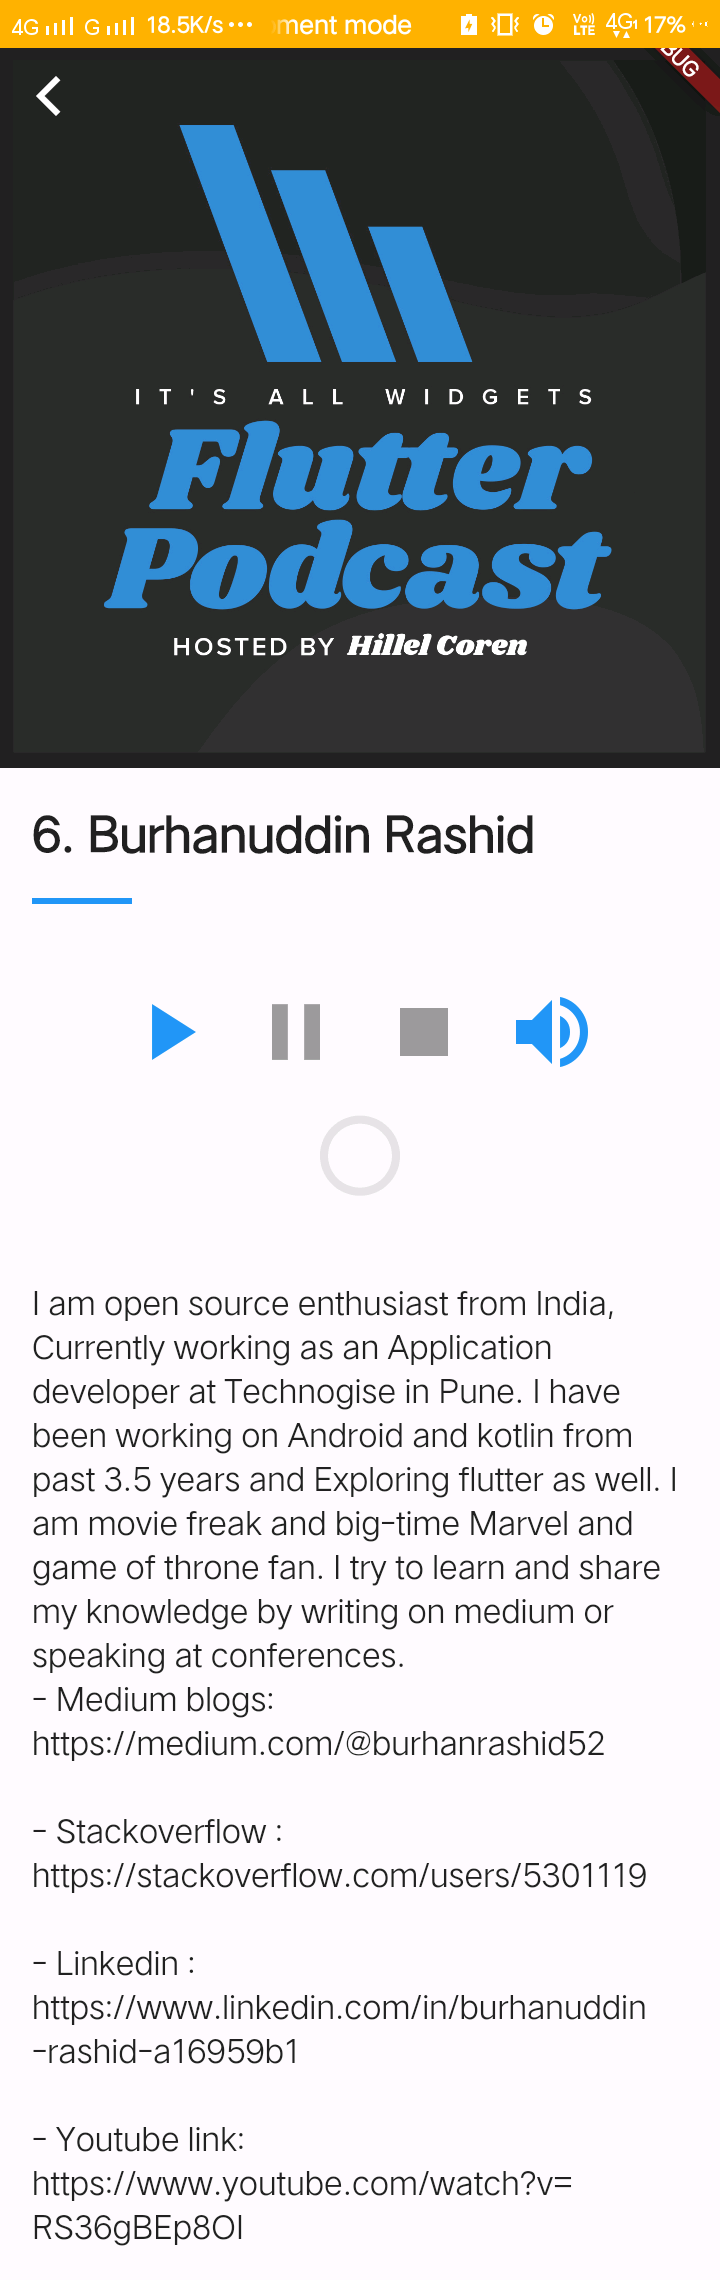 4G G 18.5K/s ... ment mode VoLTE 4G 17% ...
BUG
IT'S ALL WIDGETS
Flutter
Podcast
HOSTED BY Hillel Coren
6. Burhanuddin Rashid
I am open source enthusiast from India,
Currently working as an Application
developer at Technogise in Pune. I have
been working on Android and kotlin from
past 3.5 years and Exploring flutter as well. I
am movie freak and big-time Marvel and
game of throne fan. I try to learn and share
my knowledge by writing on medium or
speaking at conferences.
- Medium blogs:
https://medium.com/@burhanrashid52
- Stackoverflow :
https://stackoverflow.com/users/5301119
- Linkedin :
https://www.linkedin.com/in/burhanuddin
-rashid-a16959b1
- Youtube link:
https://www.youtube.com/watch?v=
RS36gBEp8OI